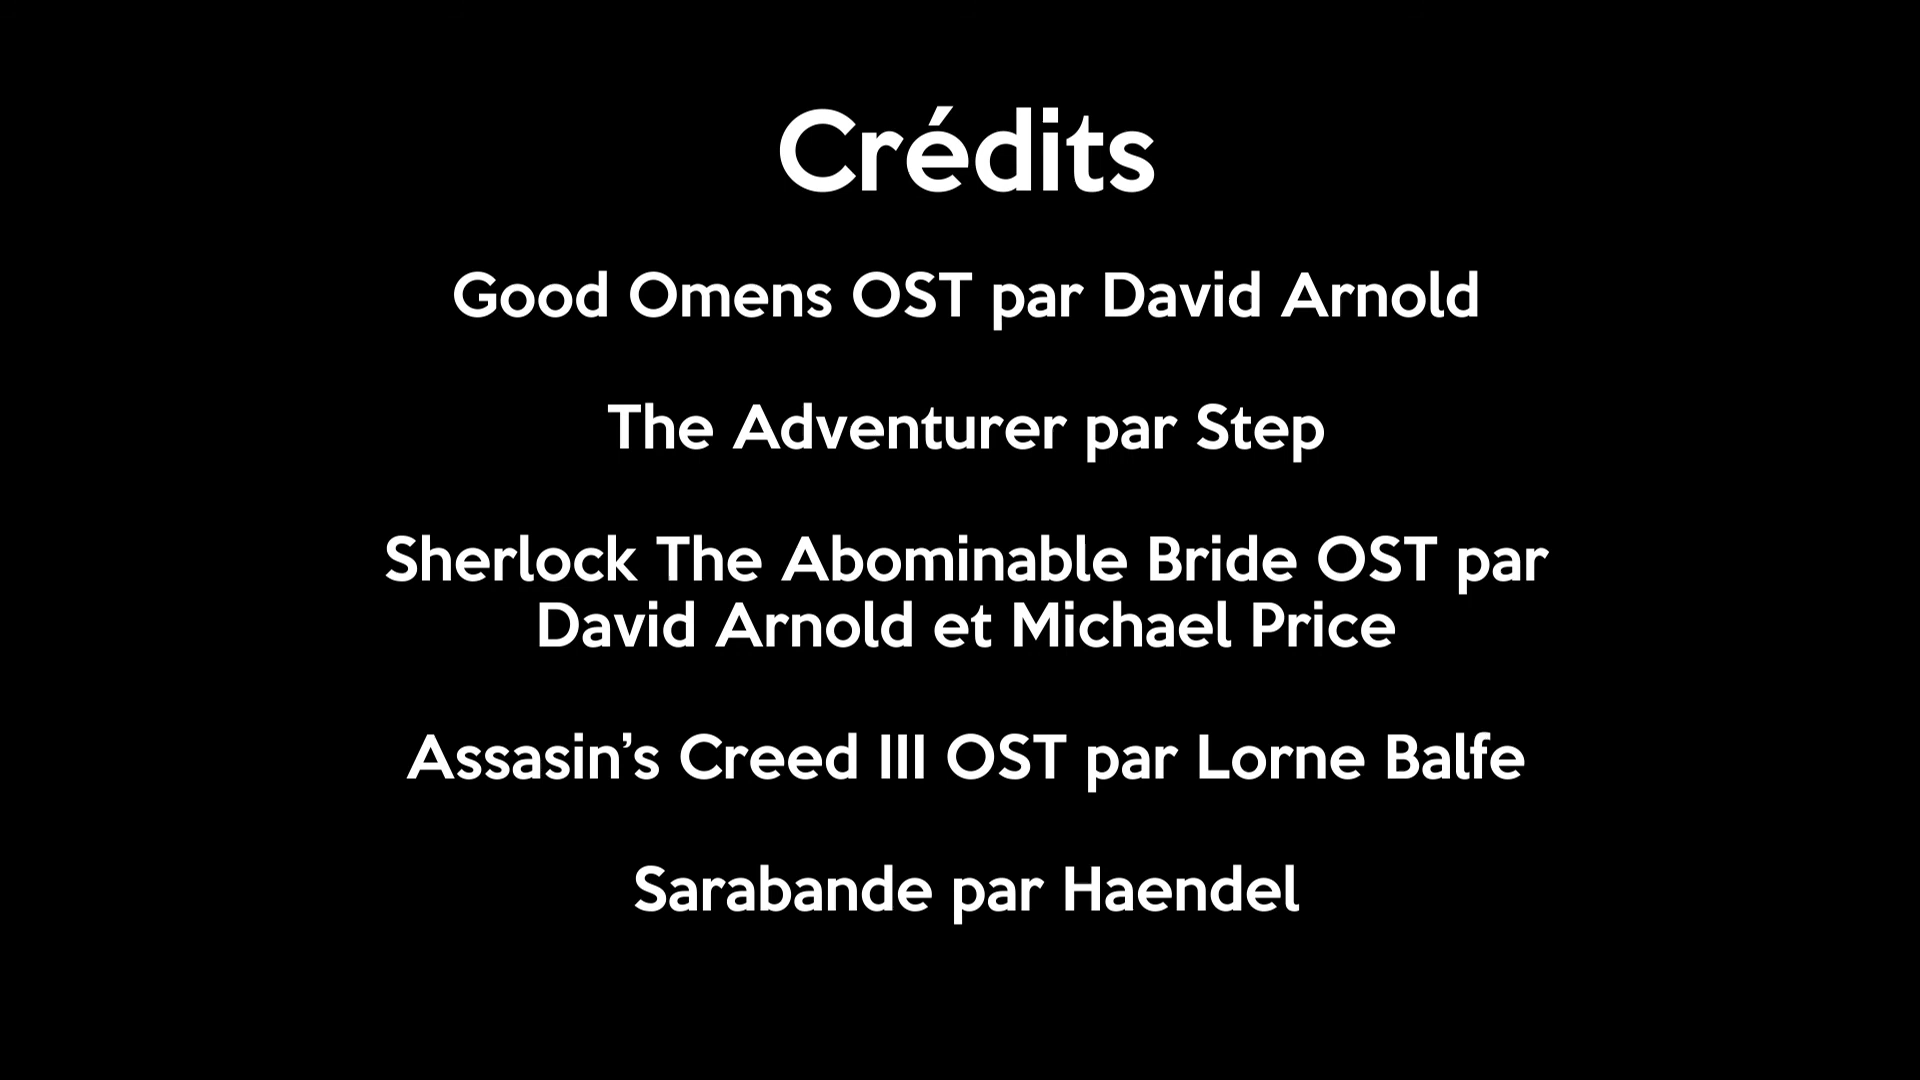 Crédits
Good Omens OST par David Arnold
The Adventurer par Step
Sherlock The Abominable Bride OST par
David Arnold et Michael Price
Assasin’s Creed III OST par Lorne Balfe
Sarabande par Haendel